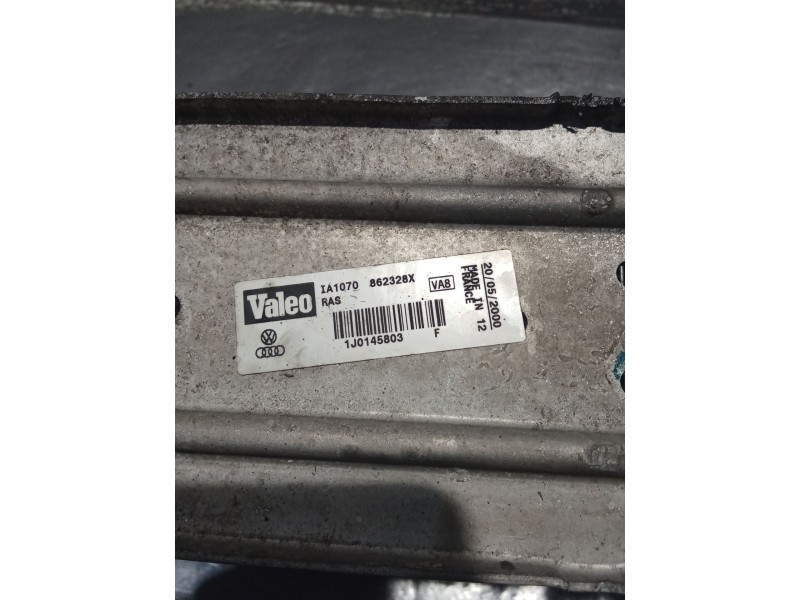 Valeo
IA1070 862328X VA8
RAS
1J0145803 F
20/05/2000
MADE IN 12
FRANCE